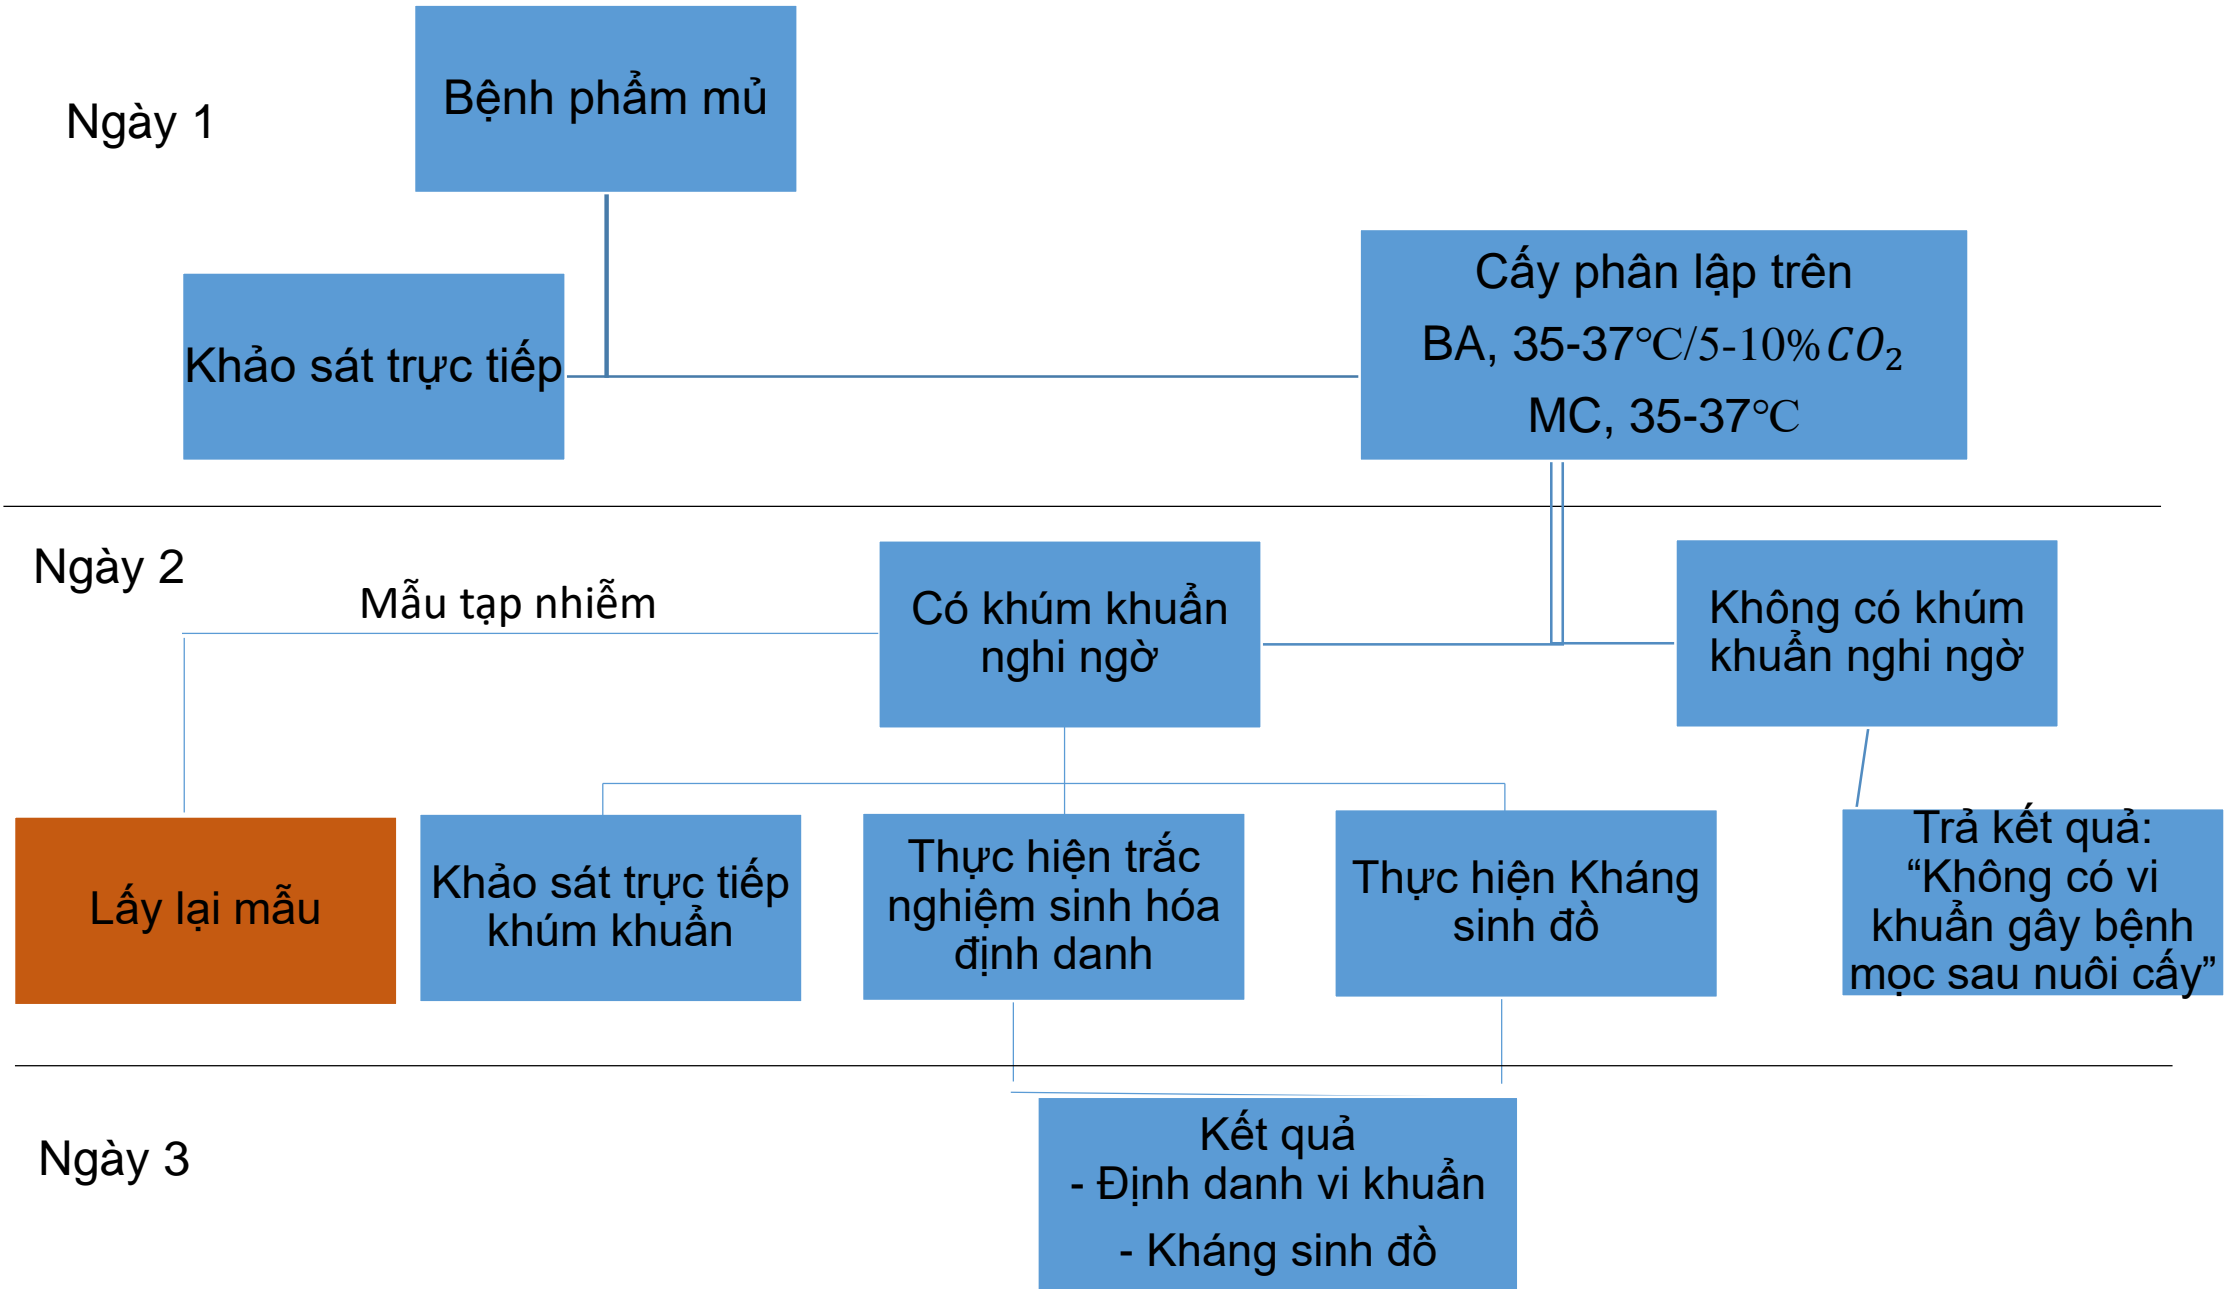 Ngày 1
Bệnh phẩm mủ
Khảo sát trực tiếp
Cấy phân lập trên
BA, 35-37℃/5-10%𝐶𝑂₂
MC, 35-37℃
Ngày 2
Mẫu tạp nhiễm
Có khúm khuẩn
nghi ngờ
Không có khúm
khuẩn nghi ngờ
Lấy lại mẫu
Khảo sát trực tiếp
khúm khuẩn
Thực hiện trắc
nghiệm sinh hóa
định danh
Thực hiện Kháng
sinh đồ
Trả kết quả:
“Không có vi
khuẩn gây bệnh
mọc sau nuôi cấy”
Ngày 3
Kết quả
- Định danh vi khuẩn
- Kháng sinh đồ